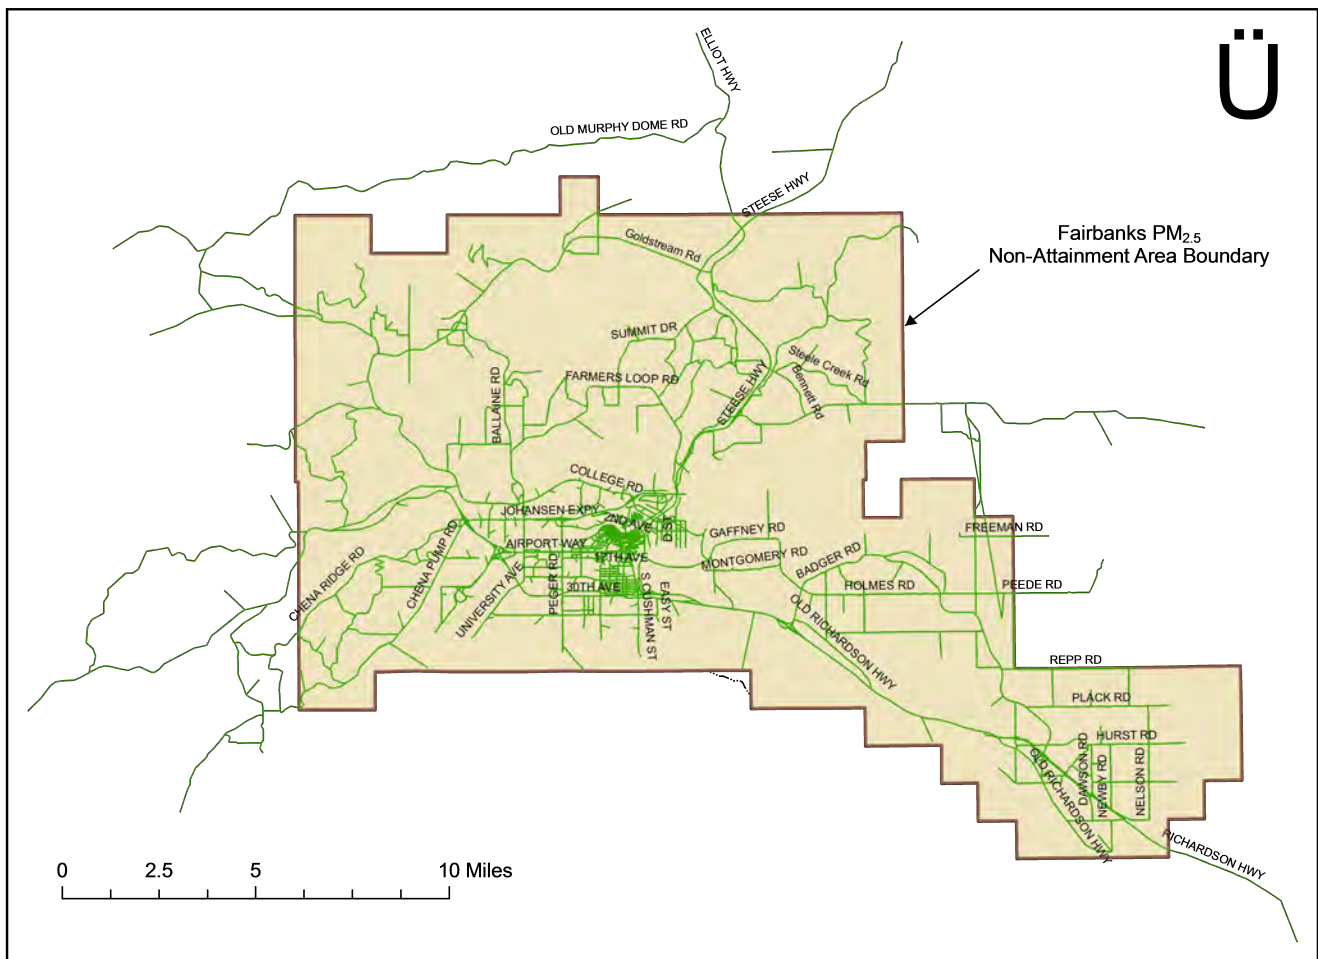 Ü
ELLIOT HWY
OLD MURPHY DOME RD
STEESE HWY
Goldstream Rd
Fairbanks PM2.5
Non-Attainment Area Boundary
SUMMIT DR
Steele Creek Rd
FARMERS LOOP RD
Bennett Rd
BALLAINE RD
STEESE HWY
COLLEGE RD
JOHANSEN EXPY
2ND AVE
D ST
GAFFNEY RD
FREEMAN RD
AIRPORT WAY
17TH AVE
MONTGOMERY RD
BADGER RD
CHENA RIDGE RD
CHENA PUMP RD
UNIVERSITY AVE
PEGER RD
30TH AVE
S CUSHMAN ST
EASY ST
HOLMES RD
PEEDE RD
OLD RICHARDSON HWY
REPP RD
PLACK RD
HURST RD
OLD RICHARDSON HWY
DAWSON RD
NEWBY RD
NELSON RD
RICHARDSON HWY
0 2.5 5 10 Miles